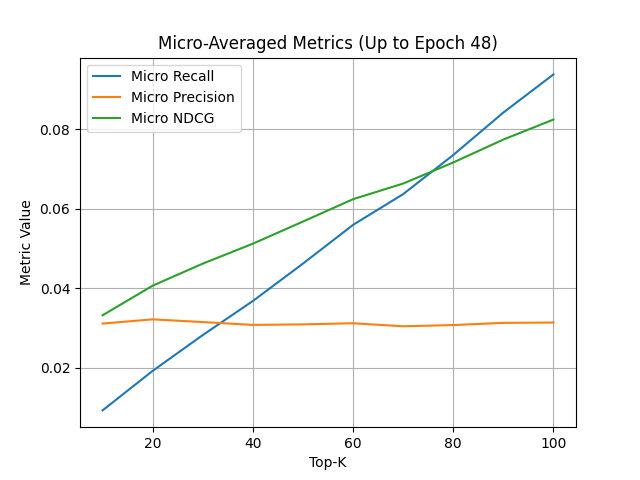 Micro-Averaged Metrics (Up to Epoch 48)
Micro Recall
Micro Precision
Micro NDCG
0.08
0.06
0.04
0.02
Metric Value
20 40 60 80 100
Top-K